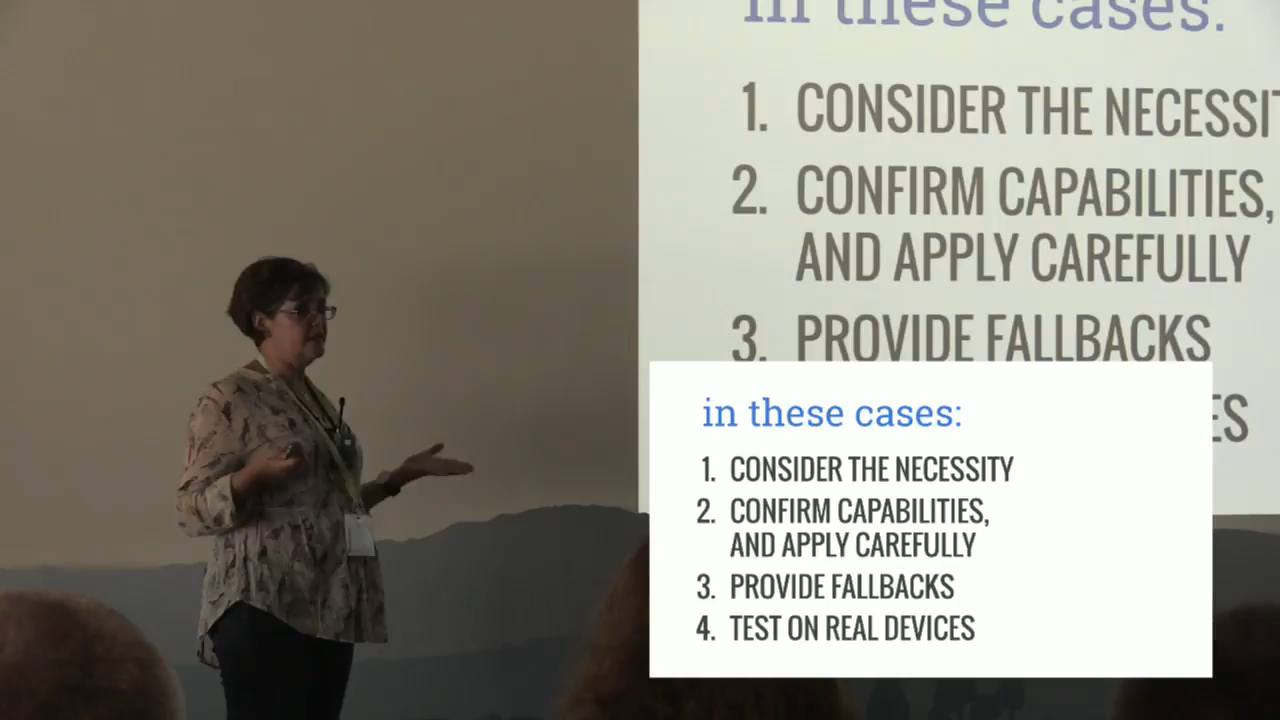 in these cases:
1. CONSIDER THE NECESSIT
2. CONFIRM CAPABILITIES,
AND APPLY CAREFULLY
3. PROVIDE FALLBACKS
ES
in these cases:
1. CONSIDER THE NECESSITY
2. CONFIRM CAPABILITIES,
AND APPLY CAREFULLY
3. PROVIDE FALLBACKS
4. TEST ON REAL DEVICES